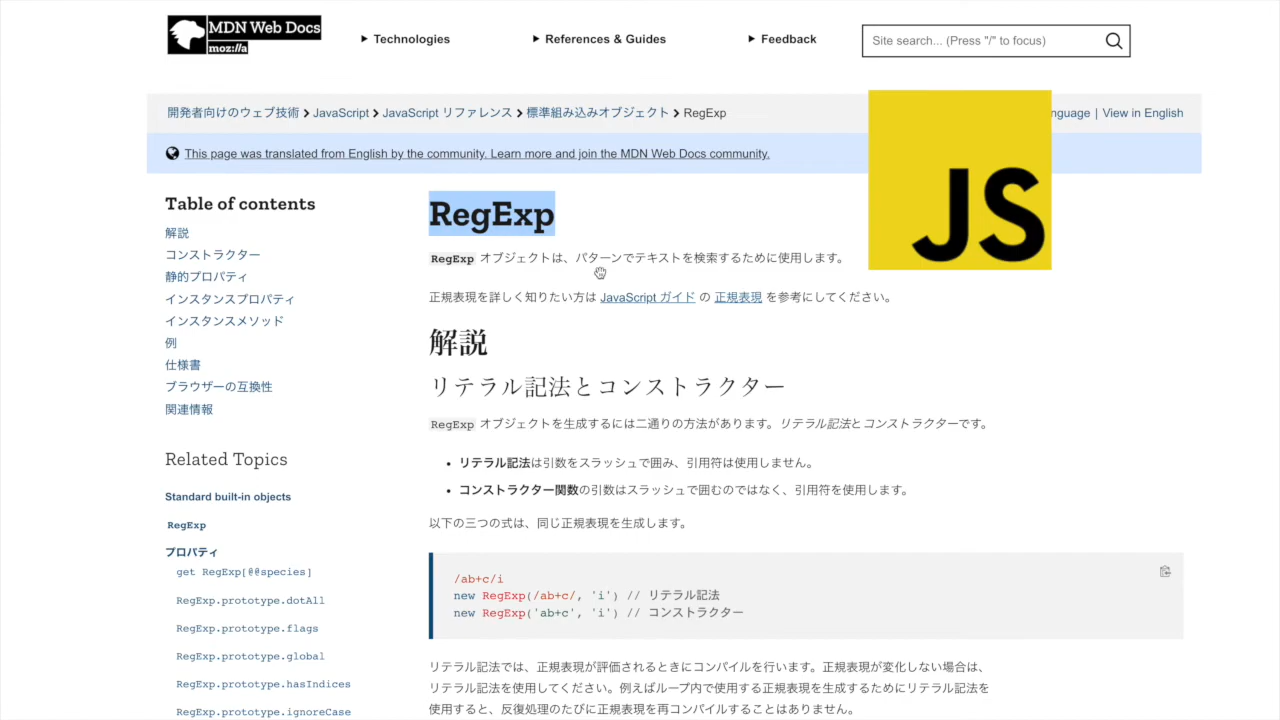 MDN Web Docs
moz://a
Technologies
References & Guides
Feedback
Site search... (Press "/" to focus)
開発者向けのウェブ技術 JavaScript JavaScript リファレンス 標準組み込みオブジェクト RegExp
nguage | View in English
This page was translated from English by the community. Learn more and join the MDN Web Docs community.
JS
Table of contents
解説
コンストラクター
静的プロパティ
インスタンスプロパティ
インスタンスメソッド
例
仕様書
ブラウザーの互換性
関連情報
Related Topics
Standard built-in objects
RegExp
プロパティ
get RegExp[@@species]
RegExp.prototype.dotAll
RegExp.prototype.flags
RegExp.prototype.global
RegExp.prototype.hasIndices
RegExp.prototype.ignoreCase
RegExp
RegExp オブジェクトは、パターンでテキストを検索するために使用します。
正規表現を詳しく知りたい方は JavaScript ガイド の 正規表現 を参考にしてください。
解説
リテラル記法とコンストラクター
RegExp オブジェクトを生成するには二通りの方法があります。リテラル記法とコンストラクターです。
• リテラル記法は引数をスラッシュで囲み、引用符は使用しません。
• コンストラクター関数の引数はスラッシュで囲むのではなく、引用符を使用します。
以下の三つの式は、同じ正規表現を生成します。
/ab+c/i
new RegExp(/ab+c/, 'i') // リテラル記法
new RegExp('ab+c', 'i') // コンストラクター
リテラル記法では、正規表現が評価されるときにコンパイルを行います。正規表現が変化しない場合は、
リテラル記法を使用してください。例えばループ内で使用する正規表現を生成するためにリテラル記法を
使用すると、反復処理のたびに正規表現を再コンパイルすることはありません。